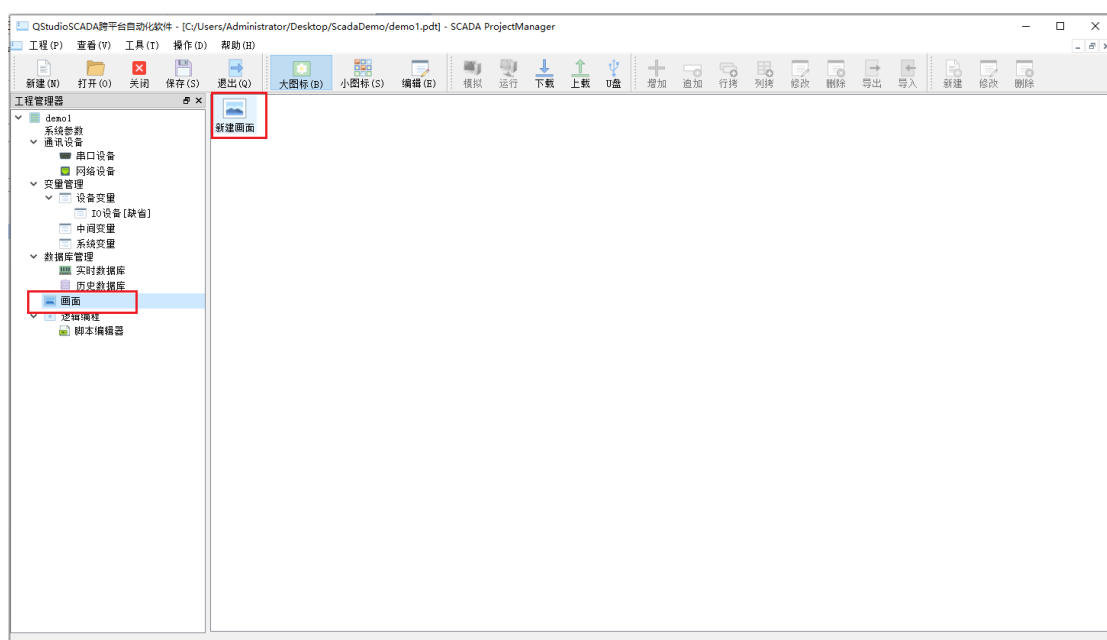 QStudioSCADA跨平台自动化软件 - [C:/Users/Administrator/Desktop/ScadaDemo/demo1.pdt] - SCADA ProjectManager
工程(P) 查看(V) 工具(T) 操作(D) 帮助(H)
新建(N) 打开(O) 关闭 保存(S) 退出(Q) 大图标(B) 小图标(S) 编辑(E) 模拟 运行 下载 上载 U盘 增加 追加 行拷 列拷 修改 删除 导出 导入 新建 修改 删除
工程管理器
demo1
系统参数
通讯设备
串口设备
网络设备
变量管理
设备变量
IO设备[缺省]
中间变量
系统变量
数据库管理
实时数据库
历史数据库
画面
逻辑编程
脚本编辑器
新建画面